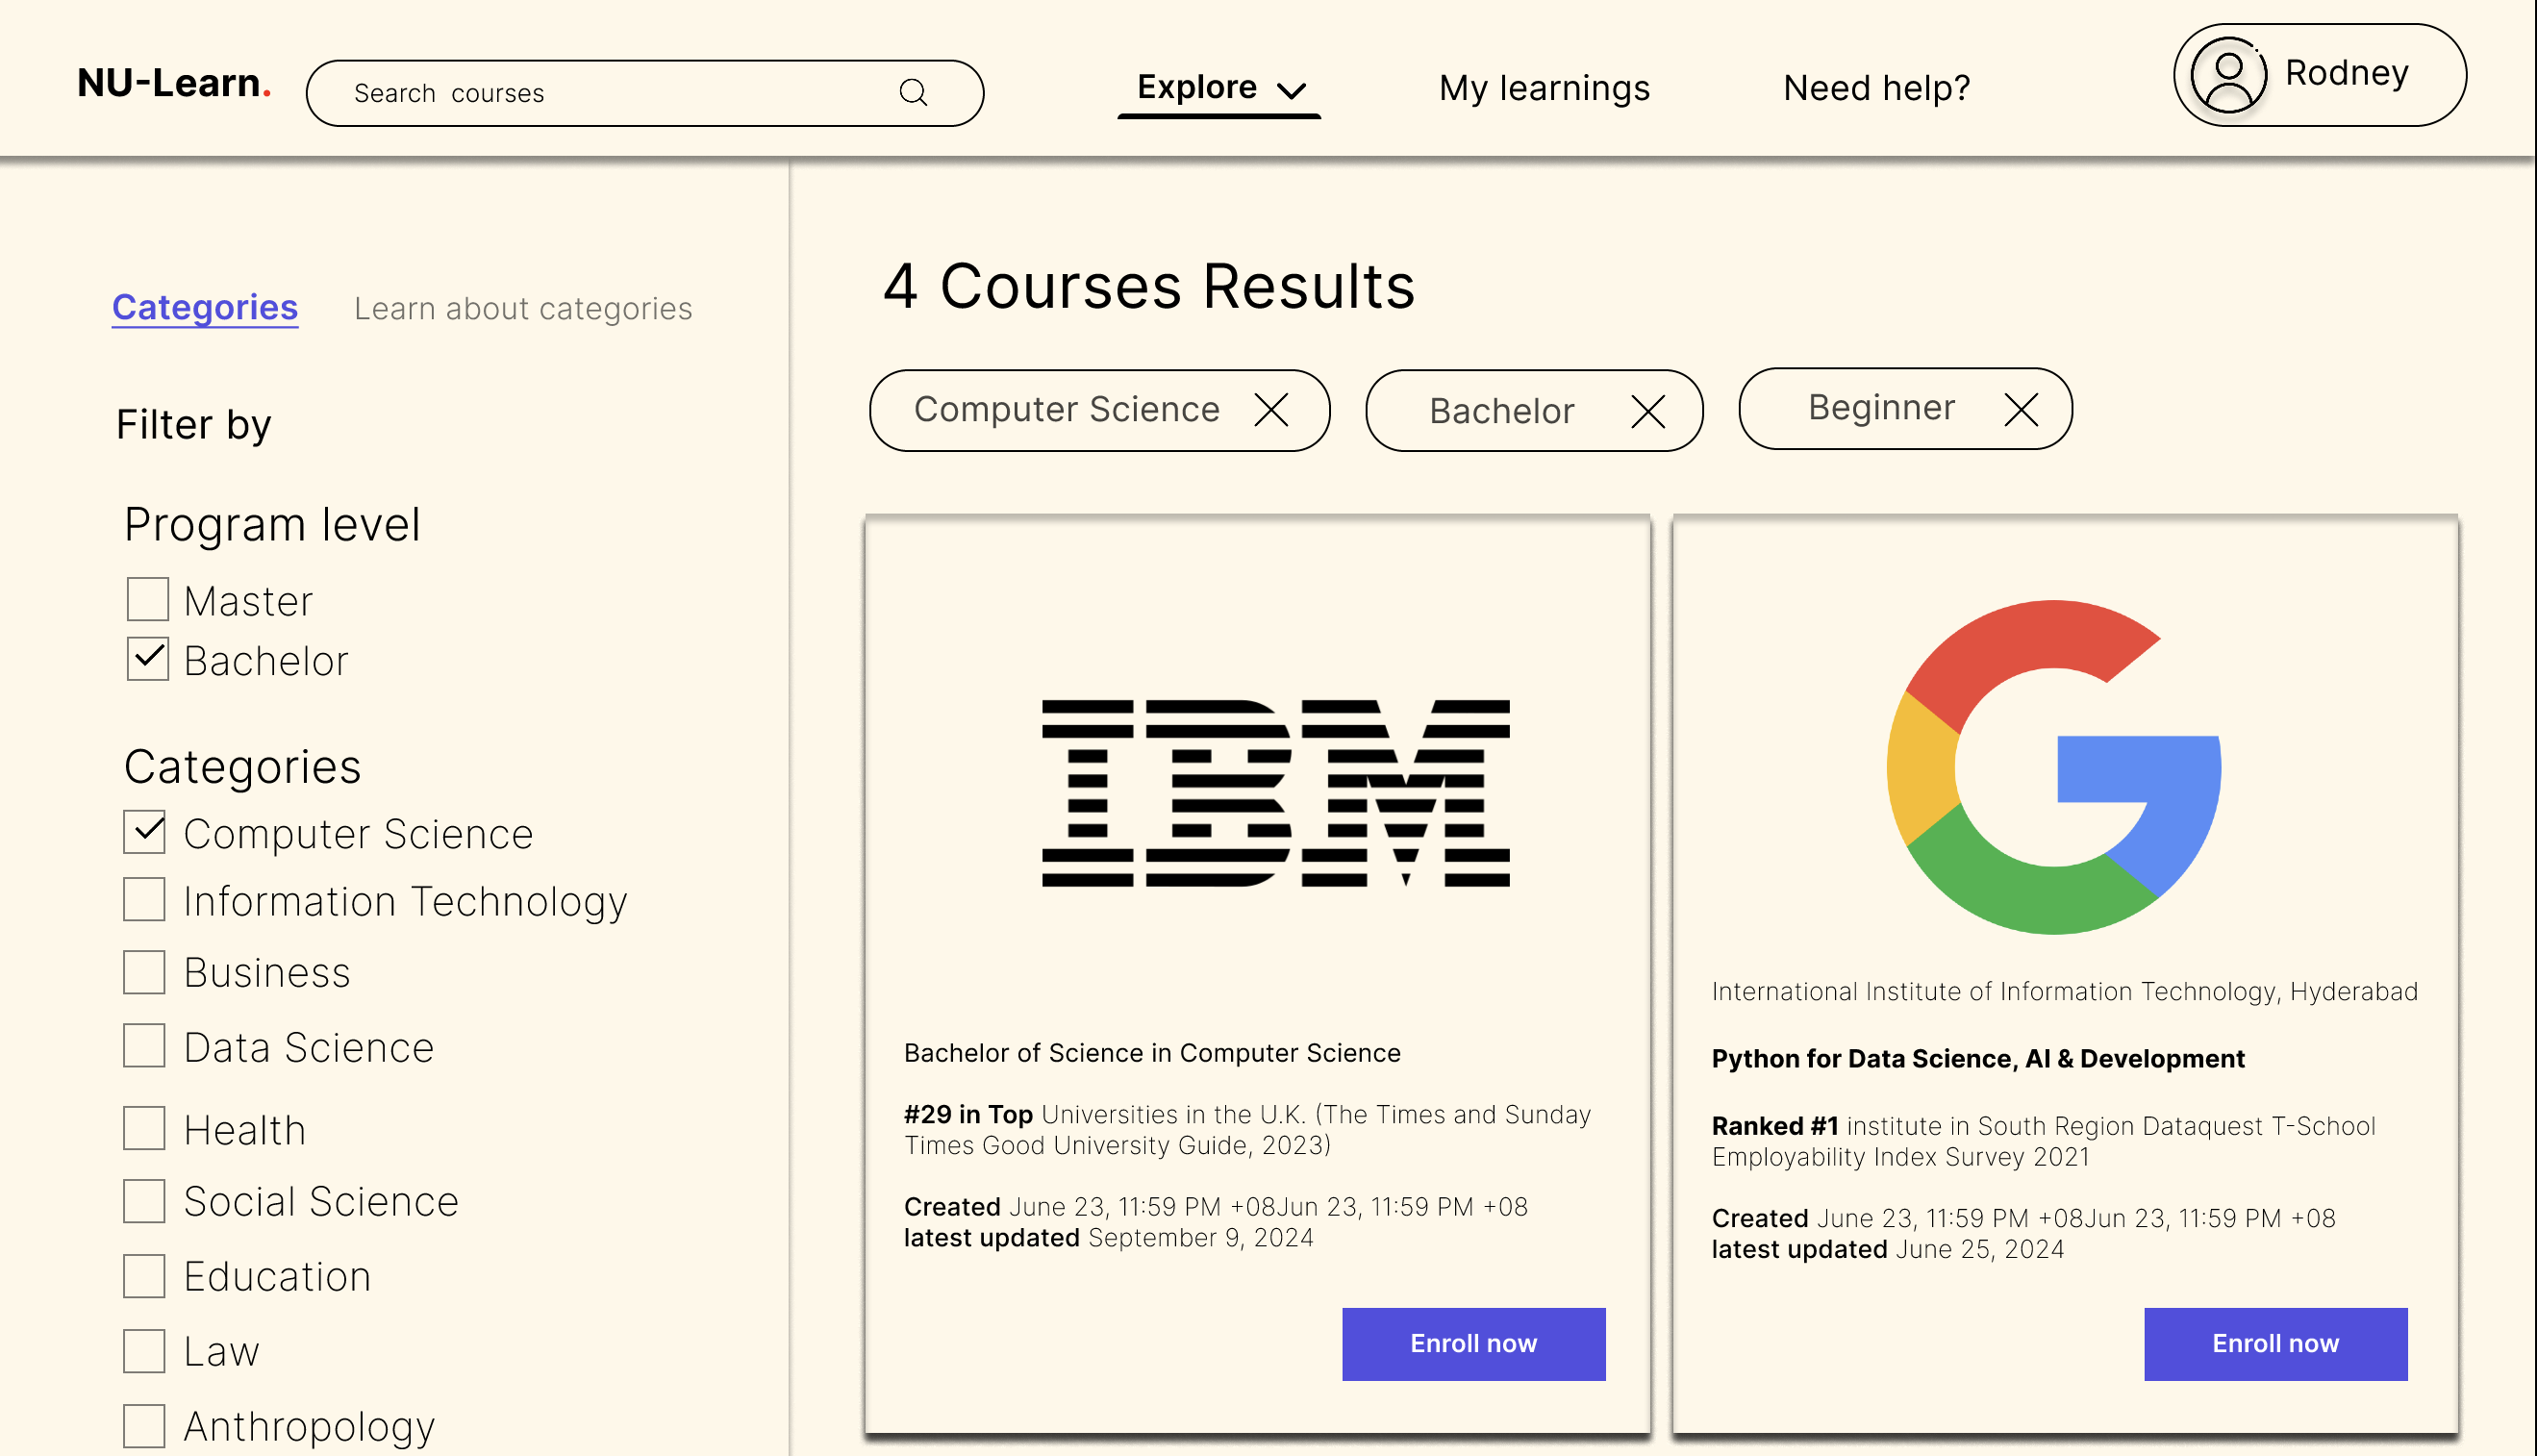 NU-Learn.
Search courses
Explore
My learnings
Need help?
Rodney
Categories
Learn about categories
Filter by
Program level
Master
Bachelor
Categories
Computer Science
Information Technology
Business
Data Science
Health
Social Science
Education
Law
Anthropology
4 Courses Results
Computer Science
Bachelor
Beginner
IBM
Bachelor of Science in Computer Science
#29 in Top Universities in the U.K. (The Times and Sunday
Times Good University Guide, 2023)
Created June 23, 11:59 PM +08Jun 23, 11:59 PM +08
latest updated September 9, 2024
Enroll now
G
International Institute of Information Technology, Hyderabad
Python for Data Science, AI & Development
Ranked #1 institute in South Region Dataquest T-School
Employability Index Survey 2021
Created June 23, 11:59 PM +08Jun 23, 11:59 PM +08
latest updated June 25, 2024
Enroll now